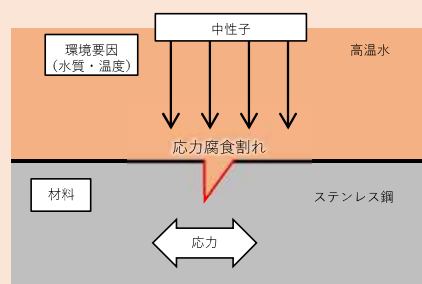 中性子
環境要因
(水質・温度)
高温水
応力腐食割れ
材料
ステンレス鋼
応力